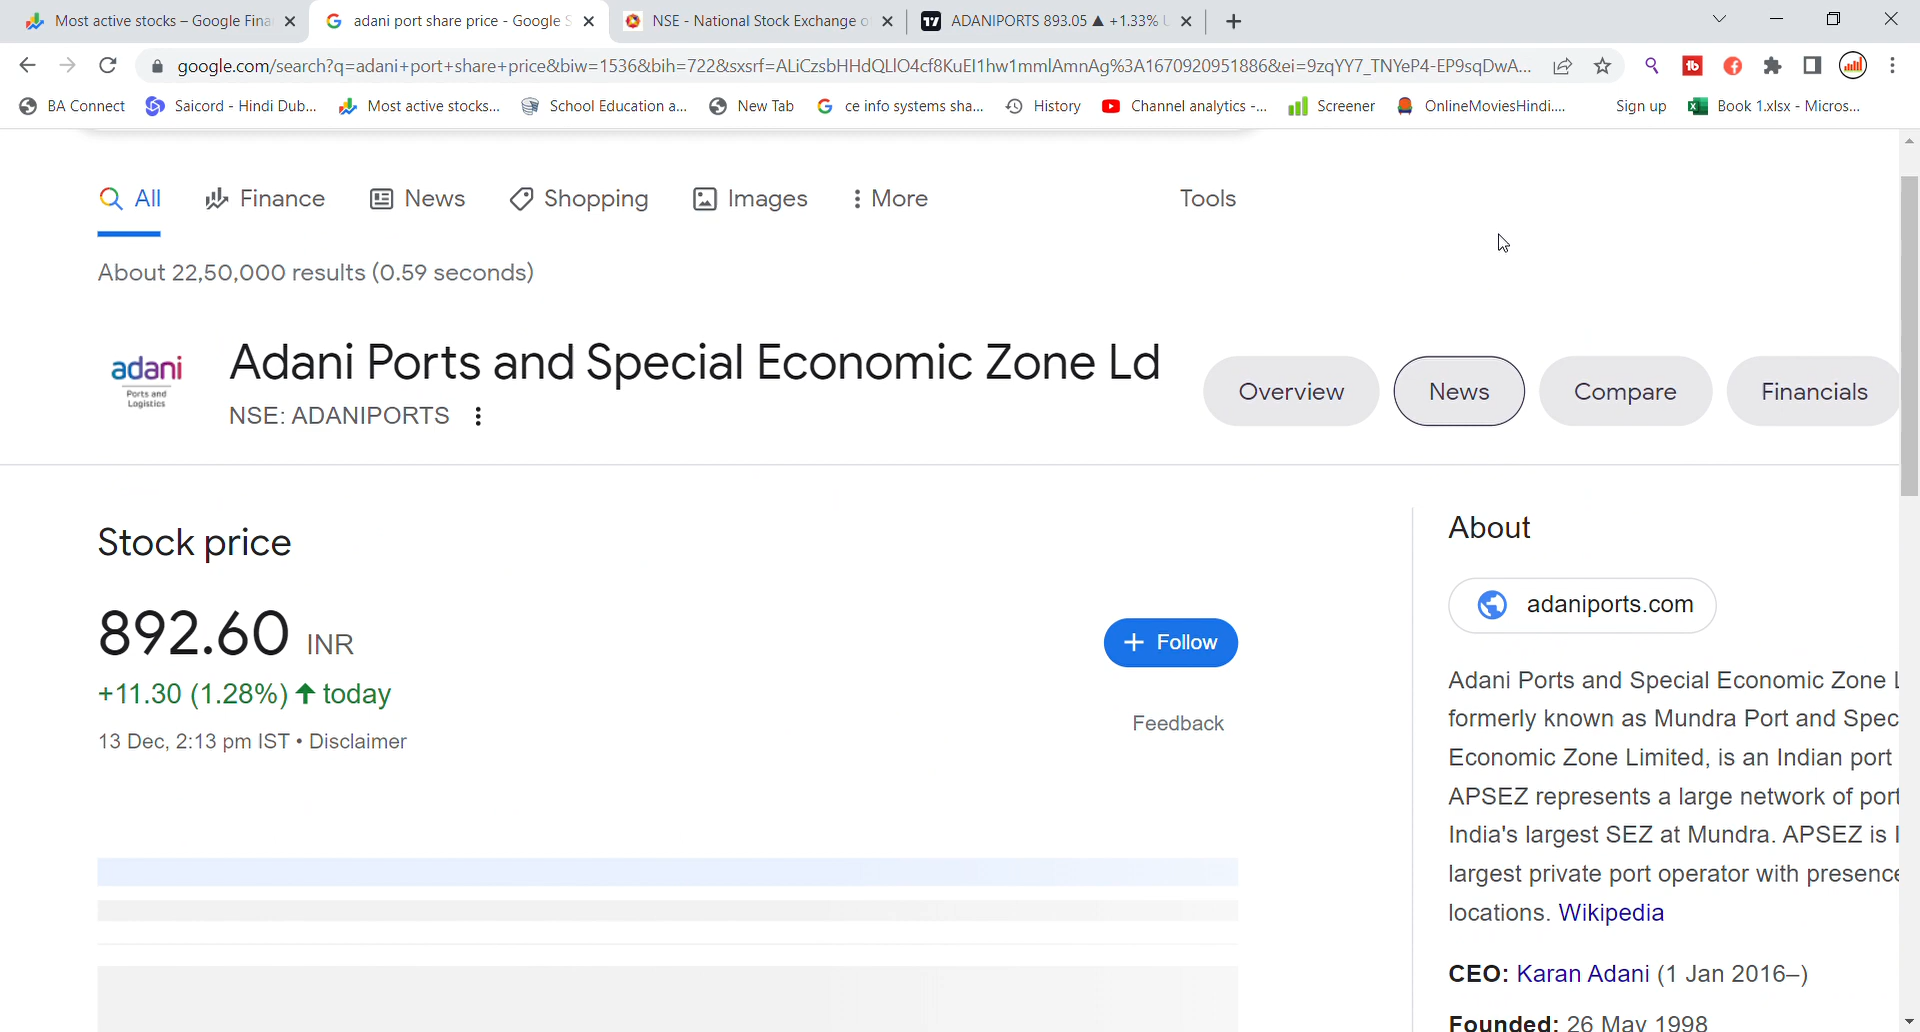 Most active stocks – Google Fina
adani port share price - Google S
NSE - National Stock Exchange o
ADANIPORTS 893.05 ▲ +1.33% U
google.com/search?q=adani+port+share+price&biw=1536&bih=722&sxsrf=ALiCzsbHHdQLlO4cf8KuEI1hw1mmlAmnAg%3A1670920951886&ei=9zqYY7_TNYeP4-EP9sqDwA...
BA Connect
Saicord - Hindi Dub...
Most active stocks...
School Education a...
New Tab
ce info systems sha...
History
Channel analytics -...
Screener
OnlineMoviesHindi....
Sign up
Book 1.xlsx - Micros...
All
Finance
News
Shopping
Images
More
Tools
About 22,50,000 results (0.59 seconds)
adani
Ports and
Logistics
Adani Ports and Special Economic Zone Ld
NSE: ADANIPORTS
Overview
News
Compare
Financials
Stock price
892.60 INR
+11.30 (1.28%) ↑ today
13 Dec, 2:13 pm IST • Disclaimer
+ Follow
Feedback
About
adaniports.com
Adani Ports and Special Economic Zone L
formerly known as Mundra Port and Spec
Economic Zone Limited, is an Indian port
APSEZ represents a large network of port
India's largest SEZ at Mundra. APSEZ is I
largest private port operator with presence
locations. Wikipedia
CEO: Karan Adani (1 Jan 2016–)
Founded: 26 May 1998